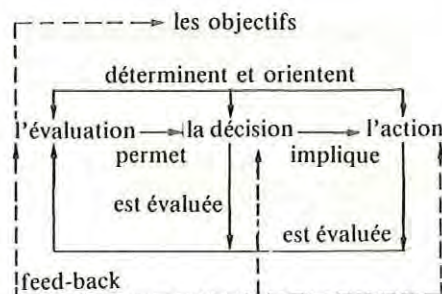 les objectifs
déterminent et orientent
l'évaluation la décision l'action
permet implique
est évaluée
est évaluée
feed-back